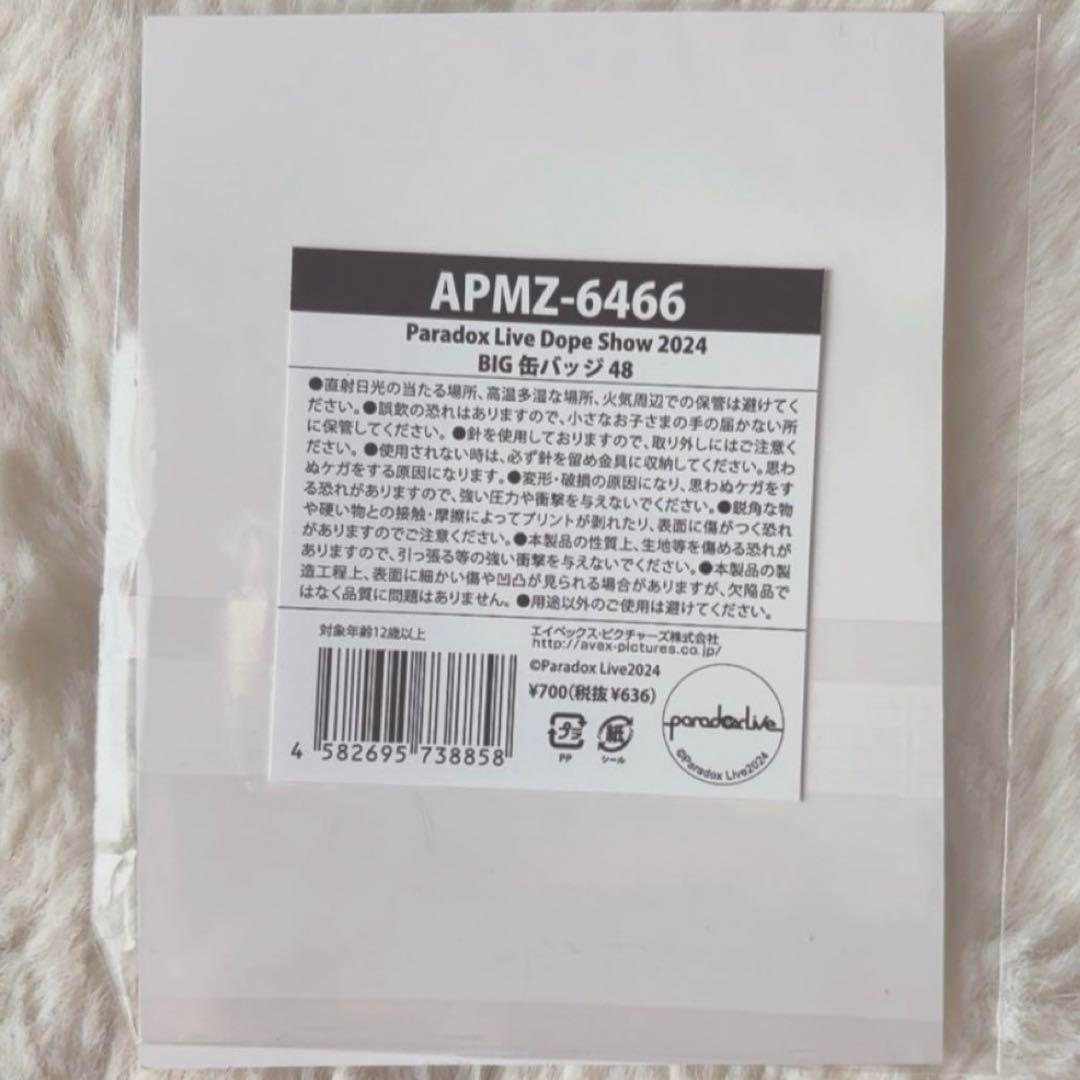 APMZ-6466
Paradox Live Dope Show 2024
BIG 缶バッジ 48
●直射日光の当たる場所、高温多湿な場所、火気周辺での保管は避けてく
ださい。●誤飲の恐れはありますので、小さなお子さまの手の届かない所
に保管してください。●針を使用しておりますので、取り外しにはご注意く
ださい。●使用されない時は、必ず針を留め金具に収納してください。思わ
ぬケガをする原因になります。●変形・破損の原因になり、思わぬケガをす
る恐れがありますので、強い圧力や衝撃を与えないでください。●鋭角な物
や硬い物との接触・摩擦によってプリントが剥れたり、表面に傷がつく恐れ
がありますのでご注意ください。●本製品の性質上、生地等を傷める恐れが
ありますので、引っ張る等の強い衝撃を与えないでください。●本製品の製
造工程上、表面に細かい傷や凹凸が見られる場合がありますが、欠陥品で
はなく品質に問題はありません。●用途以外のご使用は避けてください。
対象年齢12歳以上
エイベックス・ピクチャーズ株式会社
http://avex-pictures.co.jp/
©Paradox Live2024
¥700(税抜¥636)
プラ
PP
紙
シール
paradoxlive
©Paradox Live2024
4 582695 738858